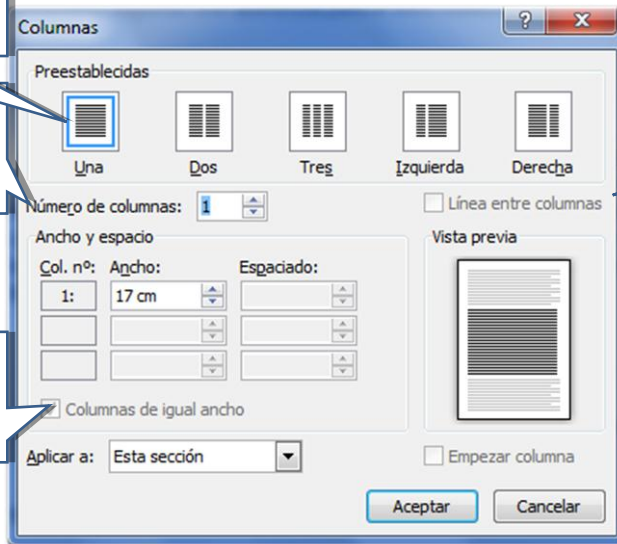 Columnas
Preestablecidas
Una Dos Tres Izquierda Derecha
Número de columnas: 1 Línea entre columnas
Ancho y espacio Vista previa
Col. nº: Ancho: Espaciado:
1: 17 cm
Columnas de igual ancho
Aplicar a: Esta sección Empezar columna
Aceptar Cancelar